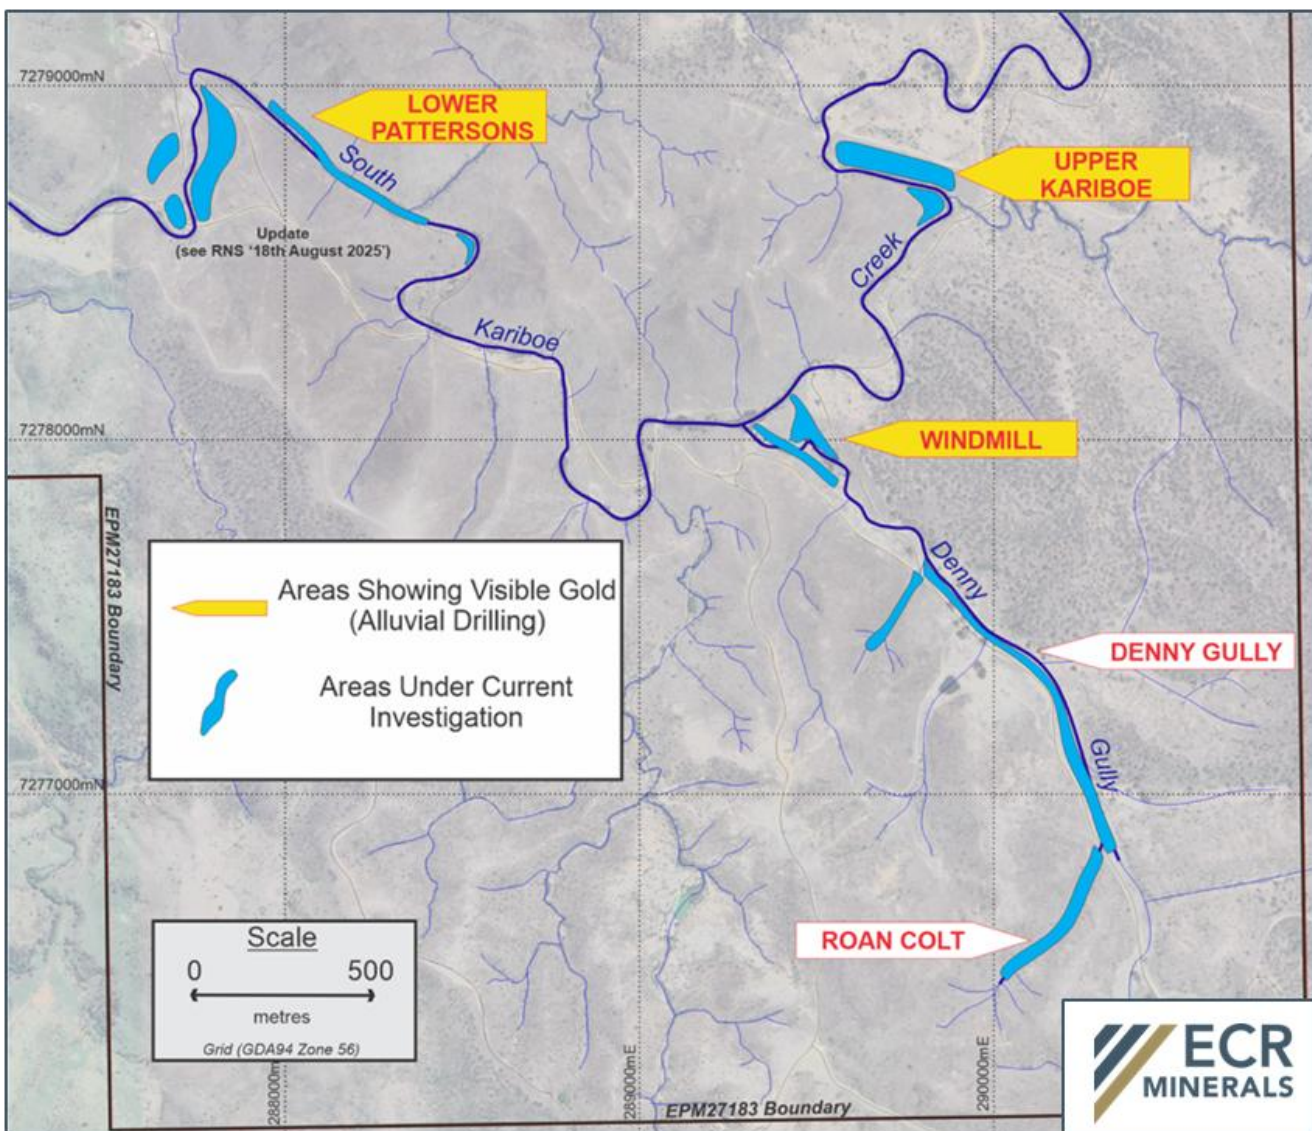 7279000mN
LOWER
PATTERSONS
South
UPPER
KARIBOE
Update
(see RNS ‘18th August 2025’)
Creek
Kariboe
7278000mN
WINDMILL
EPM27183 Boundary
Areas Showing Visible Gold
(Alluvial Drilling)
Areas Under Current
Investigation
Denny
DENNY GULLY
Gully
7277000mN
ROAN COLT
Scale
0 500
metres
Grid (GDA94 Zone 56)
288000mE
289000mE
290000mE
EPM27183 Boundary
ECR
MINERALS